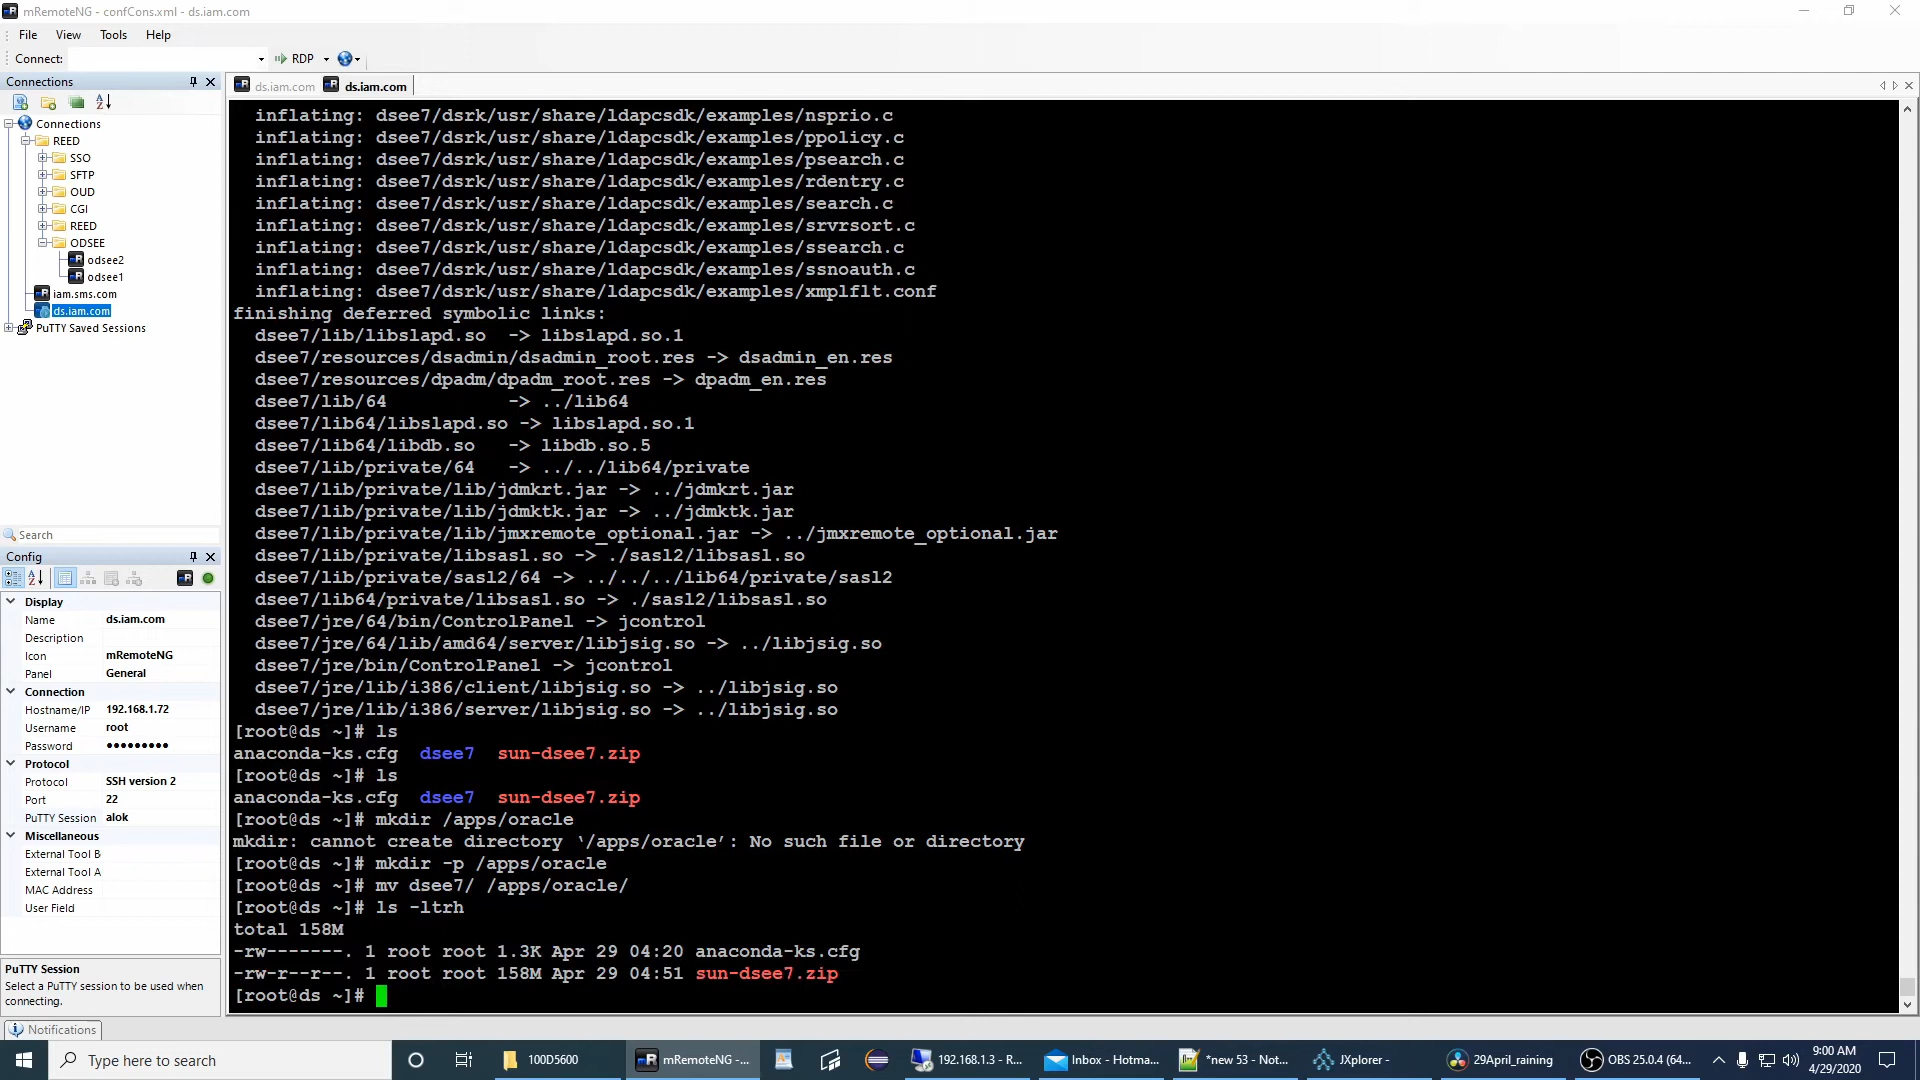 mRemoteNG - confCons.xml - ds.iam.com
File View Tools Help
Connect: RDP
Connections
ds.iam.com ds.iam.com
Connections
REED
SSO
SFTP
OUD
CGI
REED
ODSEE
odsee2
odsee1
iam.sms.com
ds.iam.com
PuTTY Saved Sessions
Search
Config
Display
Name ds.iam.com
Description
Icon mRemoteNG
Panel General
Connection
Hostname/IP 192.168.1.72
Username root
Password ●●●●●●●●●
Protocol
Protocol SSH version 2
Port 22
PuTTY Session alok
Miscellaneous
External Tool B
External Tool A
MAC Address
User Field
PuTTY Session
Select a PuTTY session to be used when
connecting.
Notifications
inflating: dsee7/dsrk/usr/share/ldapcsdk/examples/nsprio.c
inflating: dsee7/dsrk/usr/share/ldapcsdk/examples/ppolicy.c
inflating: dsee7/dsrk/usr/share/ldapcsdk/examples/psearch.c
inflating: dsee7/dsrk/usr/share/ldapcsdk/examples/rdentry.c
inflating: dsee7/dsrk/usr/share/ldapcsdk/examples/search.c
inflating: dsee7/dsrk/usr/share/ldapcsdk/examples/srvrsort.c
inflating: dsee7/dsrk/usr/share/ldapcsdk/examples/ssearch.c
inflating: dsee7/dsrk/usr/share/ldapcsdk/examples/ssnoauth.c
inflating: dsee7/dsrk/usr/share/ldapcsdk/examples/xmplflt.conf
finishing deferred symbolic links:
dsee7/lib/libslapd.so -> libslapd.so.1
dsee7/resources/dsadmin/dsadmin_root.res -> dsadmin_en.res
dsee7/resources/dpadm/dpadm_root.res -> dpadm_en.res
dsee7/lib/64 -> ../lib64
dsee7/lib64/libslapd.so -> libslapd.so.1
dsee7/lib64/libdb.so -> libdb.so.5
dsee7/lib/private/64 -> ../../lib64/private
dsee7/lib/private/lib/jdmkrt.jar -> ../jdmkrt.jar
dsee7/lib/private/lib/jdmktk.jar -> ../jdmktk.jar
dsee7/lib/private/lib/jmxremote_optional.jar -> ../jmxremote_optional.jar
dsee7/lib/private/libsasl.so -> ./sasl2/libsasl.so
dsee7/lib/private/sasl2/64 -> ../../../lib64/private/sasl2
dsee7/lib64/private/libsasl.so -> ./sasl2/libsasl.so
dsee7/jre/64/bin/ControlPanel -> jcontrol
dsee7/jre/64/lib/amd64/server/libjsig.so -> ../libjsig.so
dsee7/jre/bin/ControlPanel -> jcontrol
dsee7/jre/lib/i386/client/libjsig.so -> ../libjsig.so
dsee7/jre/lib/i386/server/libjsig.so -> ../libjsig.so
[root@ds ~]# ls
anaconda-ks.cfg dsee7 sun-dsee7.zip
[root@ds ~]# ls
anaconda-ks.cfg dsee7 sun-dsee7.zip
[root@ds ~]# mkdir /apps/oracle
mkdir: cannot create directory ‘/apps/oracle’: No such file or directory
[root@ds ~]# mkdir -p /apps/oracle
[root@ds ~]# mv dsee7/ /apps/oracle/
[root@ds ~]# ls -ltrh
total 158M
-rw-------. 1 root root 1.3K Apr 29 04:20 anaconda-ks.cfg
-rw-r--r--. 1 root root 158M Apr 29 04:51 sun-dsee7.zip
[root@ds ~]#
Type here to search
100D5600
mRemoteNG -...
192.168.1.3 - R...
Inbox - Hotma...
*new 53 - Not...
JXplorer -
29April_raining
OBS 25.0.4 (64...
9:00 AM
4/29/2020